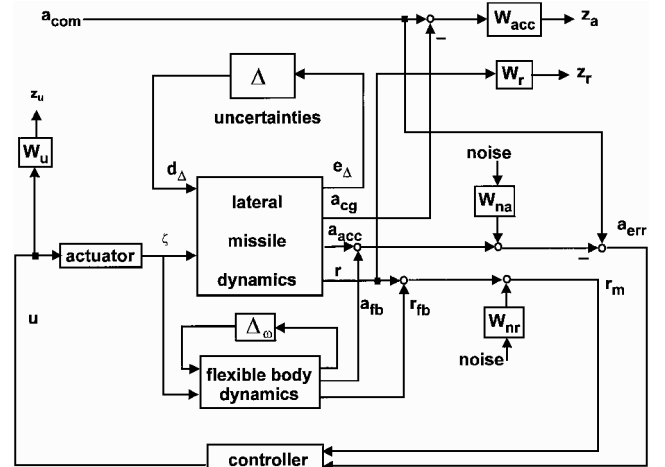 a_com
W_acc
z_a
−
Δ
W_r
z_r
z_u
uncertainties
W_u
d_Δ
e_Δ
noise
lateral
a_cg
W_na
missile
a_acc
a_err
actuator
ζ
−
dynamics
r
r_m
u
a_fb
r_fb
Δ_ω
W_nr
flexible body
dynamics
noise
controller